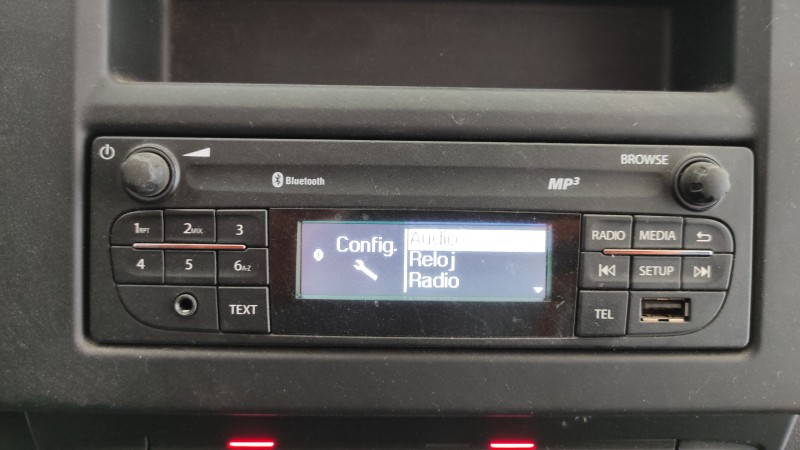 BROWSE
Bluetooth
MP3
1RPT 2MIX 3
4 5 6A-Z
TEXT
Config.
Audio
Reloj
Radio
RADIO MEDIA
SETUP
TEL